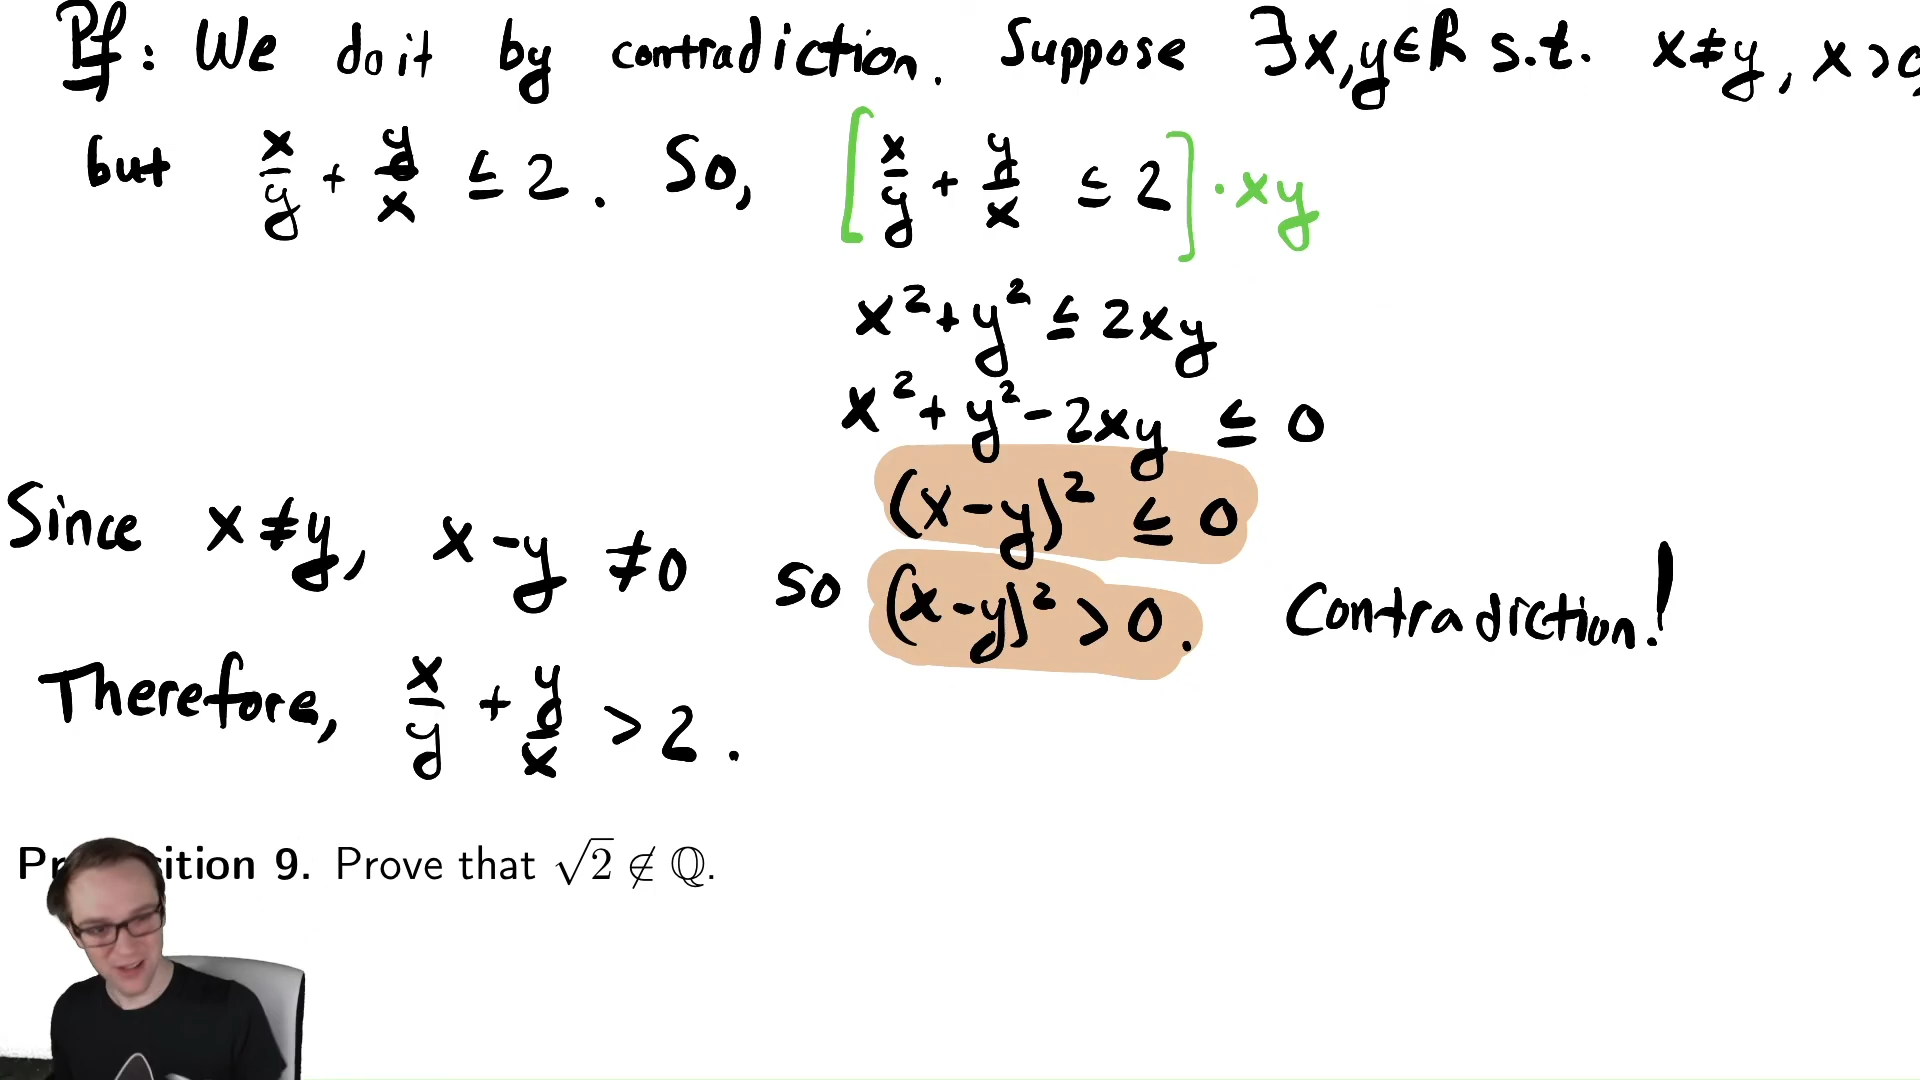 Pf: We do it by contradiction. Suppose ∃x,y∈R s.t. x≠y, x>0,
but x/y + y/x ≤ 2. So, [x/y + y/x ≤ 2]·xy
x²+y² ≤ 2xy
x²+y²-2xy ≤ 0
(x-y)² ≤ 0
Since x≠y, x-y ≠0 so (x-y)² > 0. Contradiction!
Therefore, x/y + y/x > 2.
9. Prove that √2 ∉ ℚ.